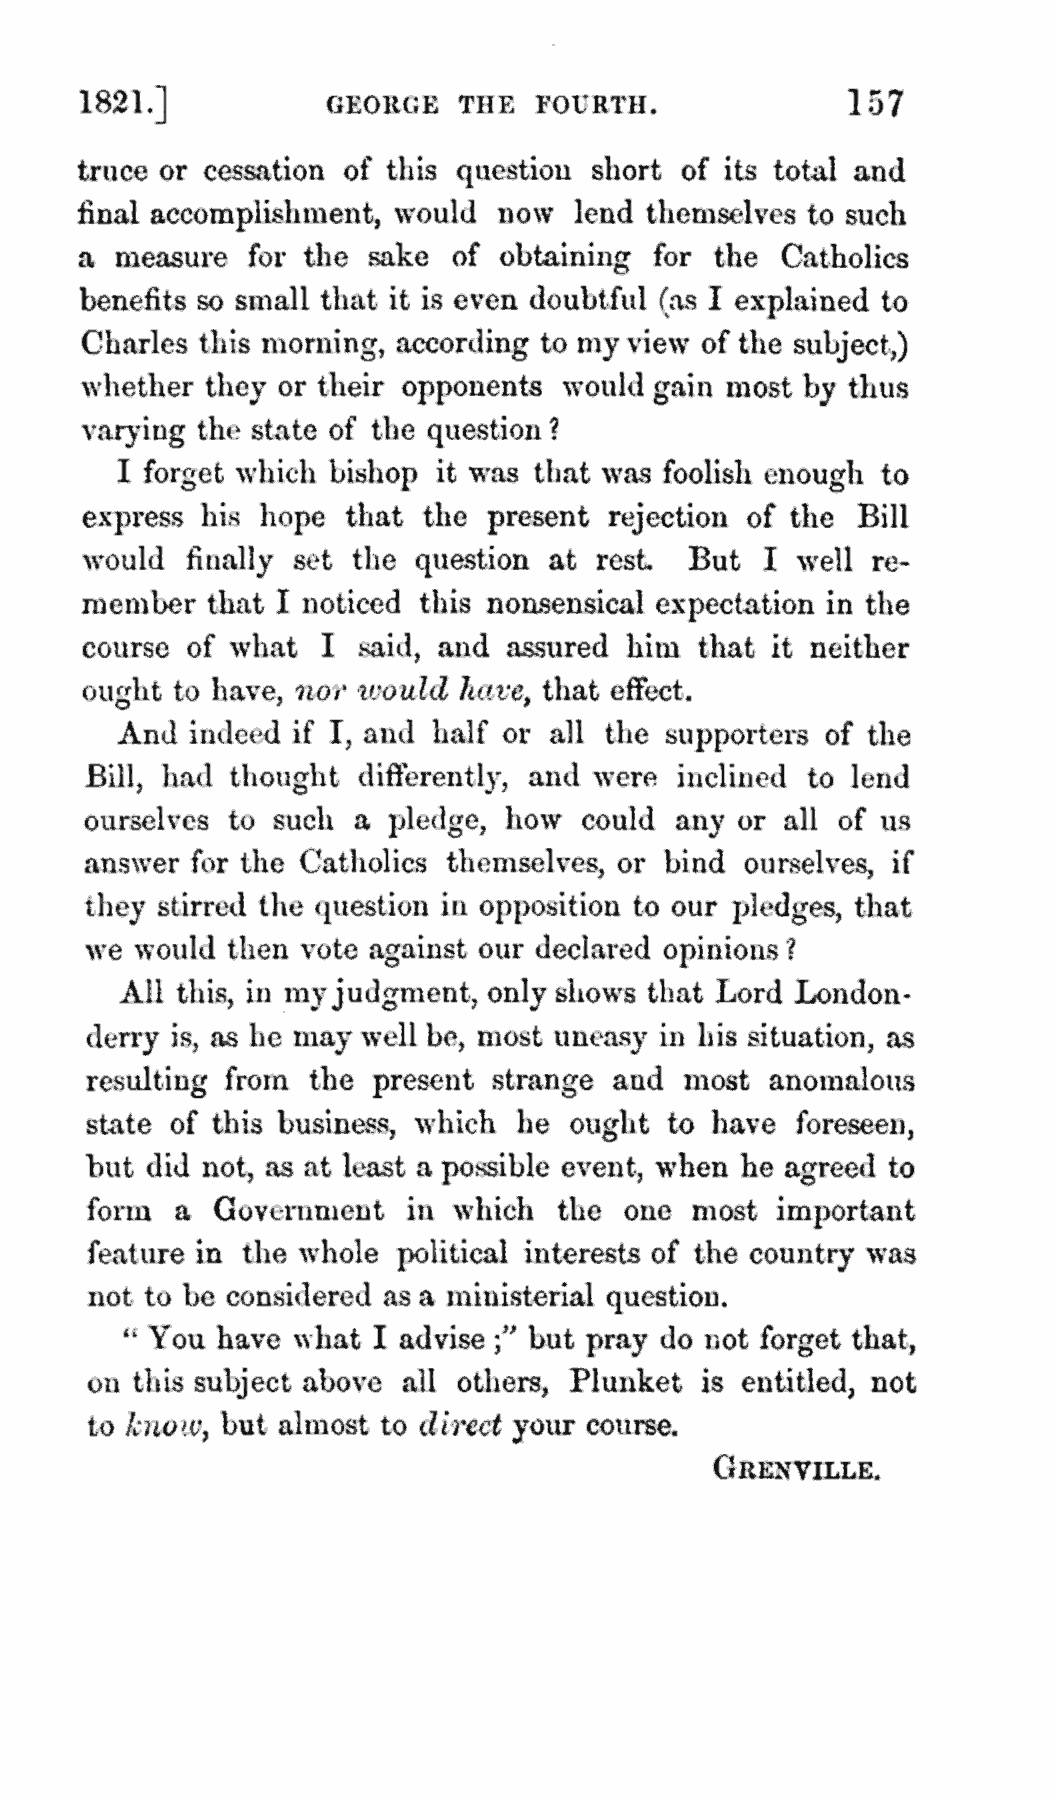 1821.] GEORGE THE FOURTH. 157
truce or cessation of this question short of its total and
final accomplishment, would now lend themselves to such
a measure for the sake of obtaining for the Catholics
benefits so small that it is even doubtful (as I explained to
Charles this morning, according to my view of the subject,)
whether they or their opponents would gain most by thus
varying the state of the question?
I forget which bishop it was that was foolish enough to
express his hope that the present rejection of the Bill
would finally set the question at rest. But I well re-
member that I noticed this nonsensical expectation in the
course of what I said, and assured him that it neither
ought to have, nor would have, that effect.
And indeed if I, and half or all the supporters of the
Bill, had thought differently, and were inclined to lend
ourselves to such a pledge, how could any or all of us
answer for the Catholics themselves, or bind ourselves, if
they stirred the question in opposition to our pledges, that
we would then vote against our declared opinions?
All this, in my judgment, only shows that Lord London-
derry is, as he may well be, most uneasy in his situation, as
resulting from the present strange and most anomalous
state of this business, which he ought to have foreseen,
but did not, as at least a possible event, when he agreed to
form a Government in which the one most important
feature in the whole political interests of the country was
not to be considered as a ministerial question.
"You have what I advise;" but pray do not forget that,
on this subject above all others, Plunket is entitled, not
to know, but almost to direct your course.
GRENVILLE.